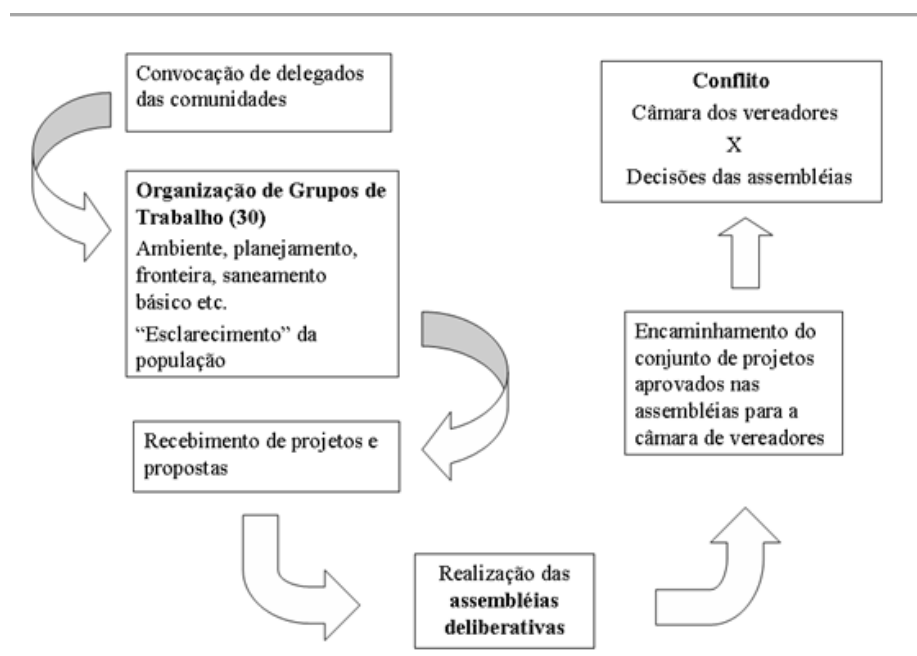 Convocação de delegados
das comunidades
Organização de Grupos de
Trabalho (30)
Ambiente, planejamento,
fronteira, saneamento
básico etc.
“Esclarecimento” da
população
Recebimento de projetos e
propostas
Realização das
assembléias
deliberativas
Encaminhamento do
conjunto de projetos
aprovados nas
assembléias para a
câmara de vereadores
Conflito
Câmara dos vereadores
X
Decisões das assembléias